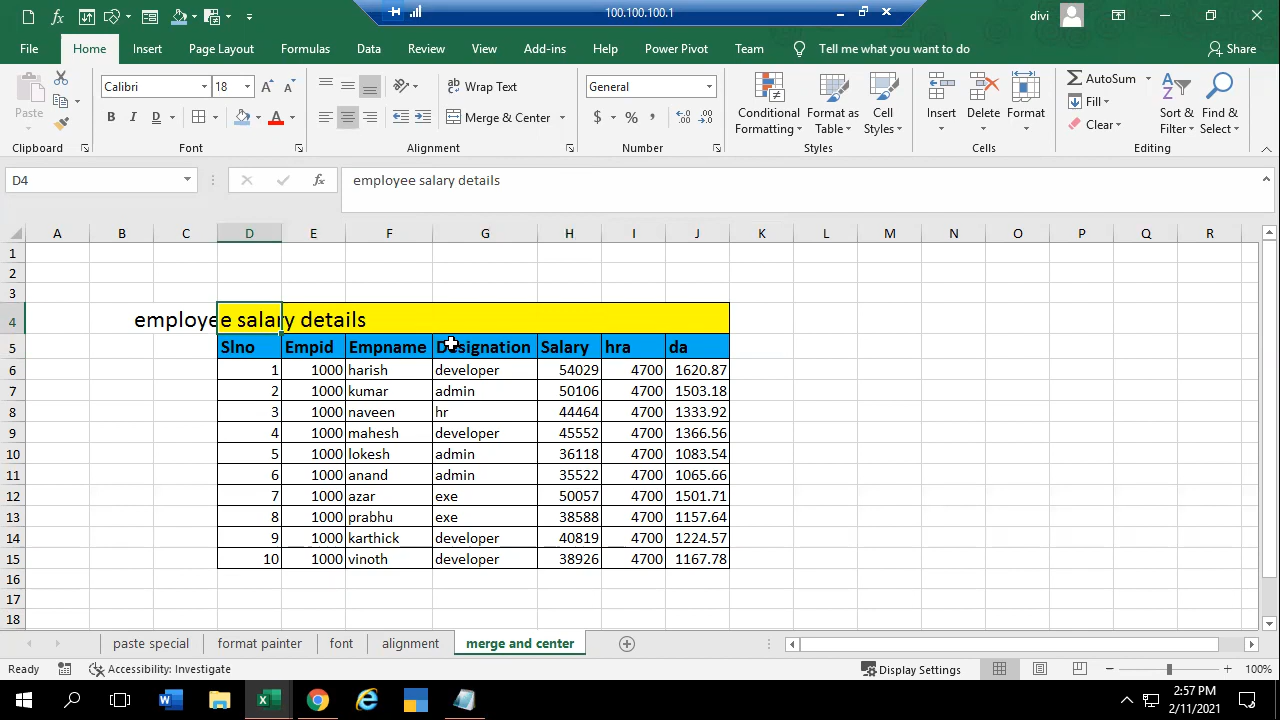 100.100.100.1
divi
File Home Insert Page Layout Formulas Data Review View Add-ins Help Power Pivot Team Tell me what you want to do Share
Paste
Calibri 18
B I D
Wrap Text
Merge & Center
General
$ % ,
Conditional Formatting
Format as Table
Cell Styles
Insert Delete Format
AutoSum
Fill
Clear
Sort & Filter
Find & Select
Clipboard Font Alignment Number Styles Cells Editing
D4 fx employee salary details
A B C D E F G H I J K L M N O P Q R
1
2
3
4 employee salary details
5 Slno Empid Empname Designation Salary hra da
6 1 1000 harish developer 54029 4700 1620.87
7 2 1000 kumar admin 50106 4700 1503.18
8 3 1000 naveen hr 44464 4700 1333.92
9 4 1000 mahesh developer 45552 4700 1366.56
10 5 1000 lokesh admin 36118 4700 1083.54
11 6 1000 anand admin 35522 4700 1065.66
12 7 1000 azar exe 50057 4700 1501.71
13 8 1000 prabhu exe 38588 4700 1157.64
14 9 1000 karthick developer 40819 4700 1224.57
15 10 1000 vinoth developer 38926 4700 1167.78
16
17
18
paste special format painter font alignment merge and center
Ready Accessibility: Investigate Display Settings 100%
2:57 PM
2/11/2021